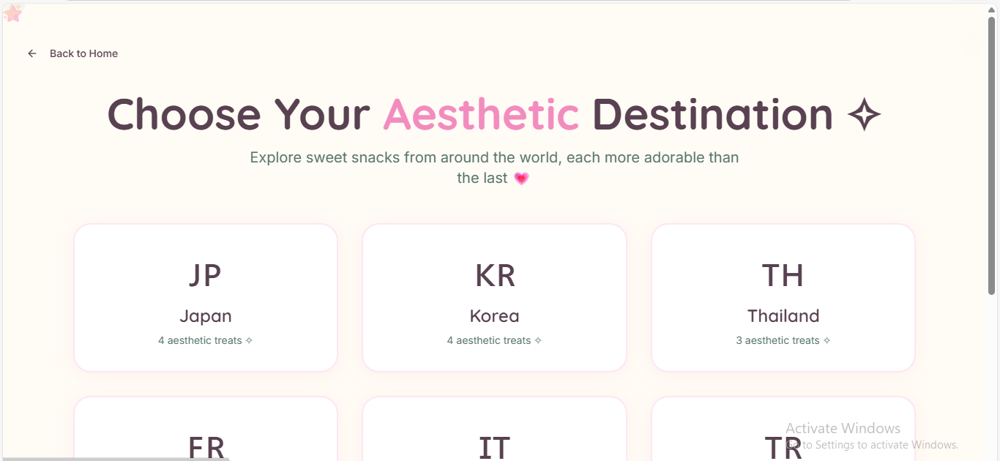 Back to Home
Choose Your Aesthetic Destination ✧
Explore sweet snacks from around the world, each more adorable than
the last 💗
JP
KR
TH
Japan
Korea
Thailand
4 aesthetic treats ✧
4 aesthetic treats ✧
3 aesthetic treats ✧
FR
IT
TR
Activate Windows
Go to Settings to activate Windows.